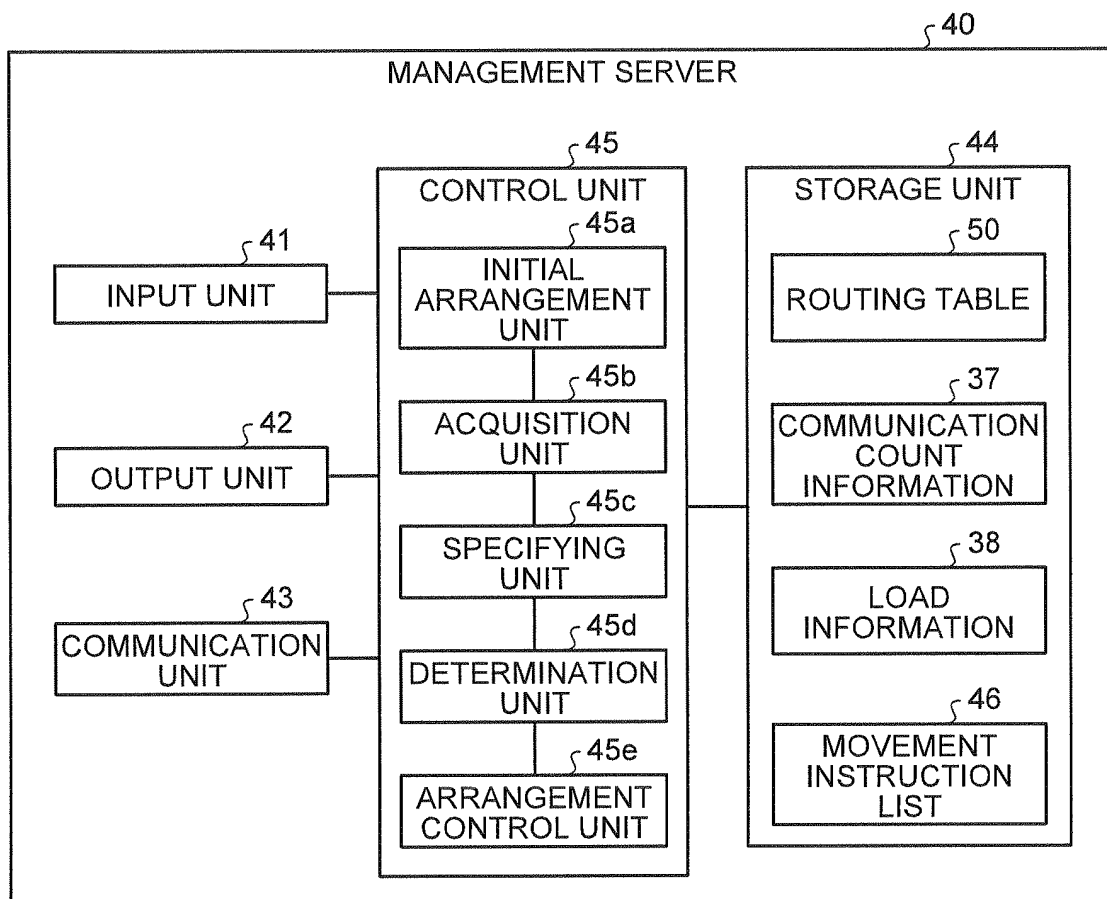 40
MANAGEMENT SERVER
41
INPUT UNIT
42
OUTPUT UNIT
43
COMMUNICATION
UNIT
45
CONTROL UNIT
45a
INITIAL
ARRANGEMENT
UNIT
45b
ACQUISITION
UNIT
45c
SPECIFYING
UNIT
45d
DETERMINATION
UNIT
45e
ARRANGEMENT
CONTROL UNIT
44
STORAGE UNIT
50
ROUTING TABLE
37
COMMUNICATION
COUNT
INFORMATION
38
LOAD
INFORMATION
46
MOVEMENT
INSTRUCTION
LIST